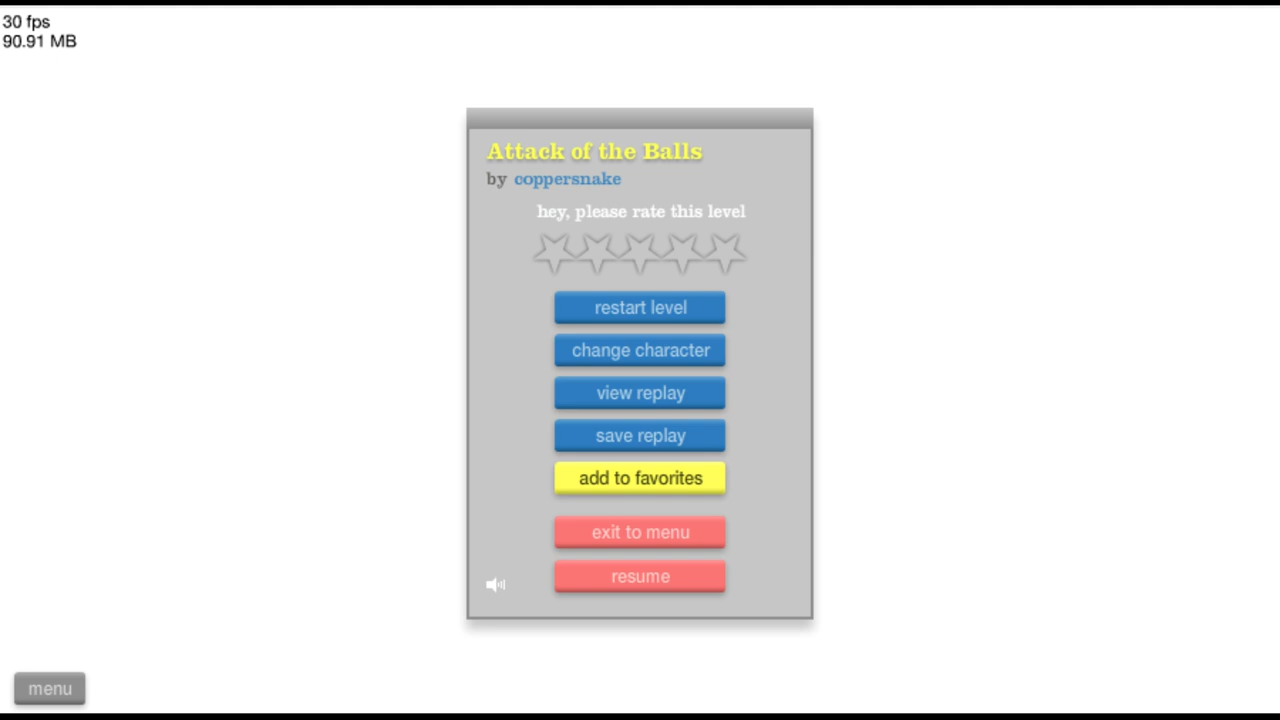 30 fps
90.91 MB
Attack of the Balls
by coppersnake
hey, please rate this level
restart level
change character
view replay
save replay
add to favorites
exit to menu
resume
menu